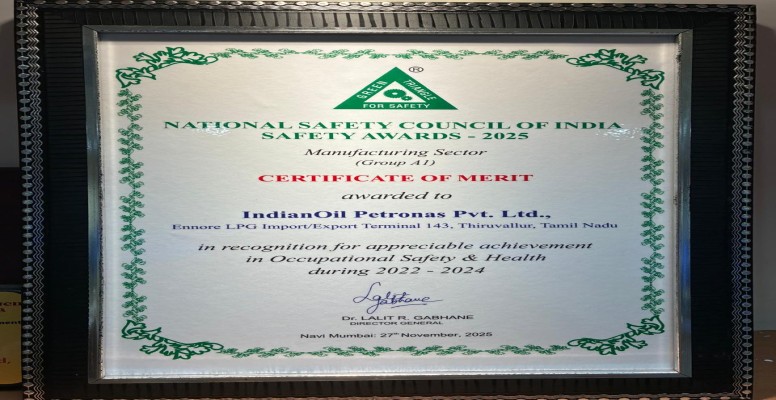 ®
GREEN TRIANGLE
FOR SAFETY
NATIONAL SAFETY COUNCIL OF INDIA
SAFETY AWARDS - 2025
Manufacturing Sector
(Group A1)
CERTIFICATE OF MERIT
awarded to
IndianOil Petronas Pvt. Ltd.,
Ennore LPG Import/Export Terminal 143, Thiruvallur, Tamil Nadu
in recognition for appreciable achievement
in Occupational Safety & Health
during 2022 - 2024
Dr. LALIT R. GABHANE
DIRECTOR GENERAL
Navi Mumbai: 27th November, 2025